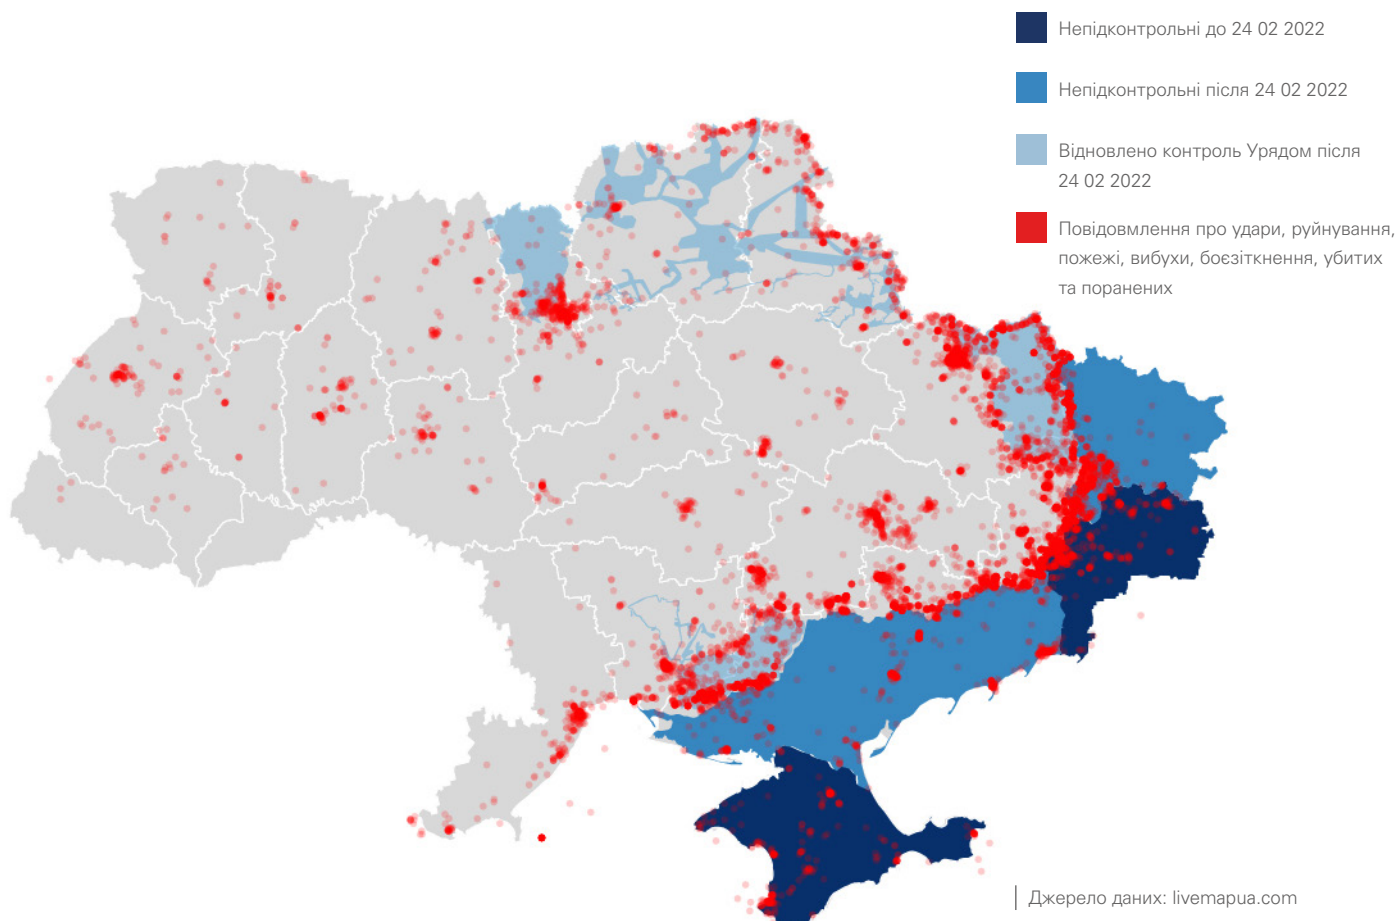 Непідконтрольні до 24 02 2022
Непідконтрольні після 24 02 2022
Відновлено контроль Урядом після
24 02 2022
Повідовмлення про удари, руйнування,
пожежі, вибухи, боєзіткнення, убитих
та поранених
Джерело даних: livemapua.com